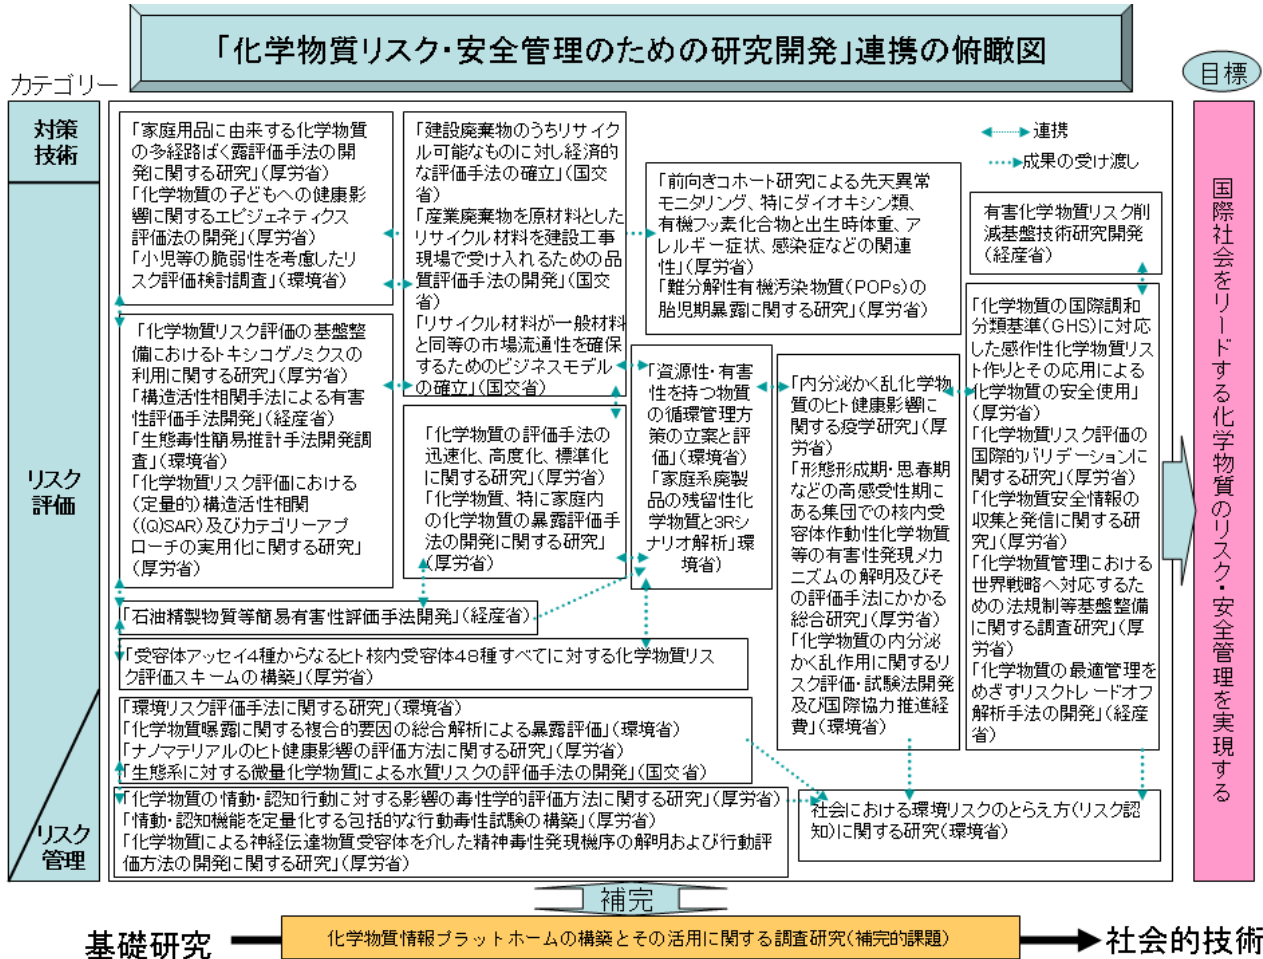 「化学物質リスク・安全管理のための研究開発」連携の俯瞰図
カテゴリー
目標
対策
技術
リスク
評価
リスク
管理
「家庭用品に由来する化学物質
の多経路ばく露評価手法の開
発に関する研究」(厚労省)
「化学物質の子どもへの健康影
響に関するエピジェネティクス
評価法の開発」(厚労省)
「小児等の脆弱性を考慮したリ
スク評価検討調査」(環境省)
「建設廃棄物のうちリサイク
ル可能なものに対し経済的
な評価手法の確立」(国交
省)
「産業廃棄物を原材料とした
リサイクル材料を建設工事
現場で受け入れるための品
質評価手法の開発」(国交
省)
「リサイクル材料が一般材料
と同等の市場流通性を確保
するためのビジネスモデル
の確立」(国交省)
「前向きコホート研究による先天異常
モニタリング、特にダイオキシン類、
有機フッ素化合物と出生時体重、ア
レルギー症状、感染症などの関連
性」(厚労省)
「難分解性有機汚染物質(POPs)の
胎児期暴露に関する研究」(厚労省)
連携
成果の受け渡し
有害化学物質リスク削
減基盤技術研究開発
(経産省)
「化学物質リスク評価の基盤整
備におけるトキシコゲノミクスの
利用に関する研究」(厚労省)
「構造活性相関手法による有害
性評価手法開発」(経産省)
「生態毒性簡易推計手法開発調
査」(環境省)
「化学物質リスク評価における
(定量的)構造活性相関
((Q)SAR)及びカテゴリーアプ
ローチの実用化に関する研究」
(厚労省)
「化学物質の評価手法の
迅速化、高度化、標準化
に関する研究」(厚労省)
「化学物質、特に家庭内
の化学物質の暴露評価手
法の開発に関する研究」
(厚労省)
「資源性・有害
性を持つ物質
の循環管理方
策の立案と評
価」(環境省)
「家庭系廃製
品の残留性化
学物質と3Rシ
ナリオ解析」環
境省)
「内分泌かく乱化学物
質のヒト健康影響に
関する疫学研究」(厚
労省)
「形態形成期・思春期
などの高感受性期に
ある集団での核内受
容体作動性化学物質
等の有害性発現メカ
ニズムの解明及びそ
の評価手法にかかる
総合研究」(厚労省)
「化学物質の内分泌
かく乱作用に関するリ
スク評価・試験法開発
及び国際協力推進経
費」(環境省)
「化学物質の国際調和
分類基準(GHS)に対応
した感作性化学物質リス
ト作りとその応用による
化学物質の安全使用」
(厚労省)
「化学物質リスク評価の
国際的バリデーションに
関する研究」(厚労省)
「化学物質安全情報の
収集と発信に関する研
究」(厚労省)
「化学物質管理における
世界戦略へ対応するた
めの法規制等基盤整備
に関する調査研究」(厚
労省)
「化学物質の最適管理を
めざすリスクトレードオフ
解析手法の開発」(経産
省)
「石油精製物質等簡易有害性評価手法開発」(経産省)
「受容体アッセイ4種からなるヒト核内受容体48種すべてに対する化学物質リス
ク評価スキームの構築」(厚労省)
「環境リスク評価手法に関する研究」(環境省)
「化学物質曝露に関する複合的要因の総合解析による暴露評価」(環境省)
「ナノマテリアルのヒト健康影響の評価方法に関する研究」(厚労省)
「生態系に対する微量化学物質による水質リスクの評価手法の開発」(国交省)
「化学物質の情動・認知行動に対する影響の毒性学的評価方法に関する研究」(厚労省)
「情動・認知機能を定量化する包括的な行動毒性試験の構築」(厚労省)
「化学物質による神経伝達物質受容体を介した精神毒性発現機序の解明および行動評
価方法の開発に関する研究」(厚労省)
社会における環境リスクのとらえ方(リスク認
知)に関する研究(環境省)
国際社会をリードする化学物質のリスク・安全管理を実現する
補完
基礎研究
化学物質情報プラットホームの構築とその活用に関する調査研究(補完的課題)
社会的技術